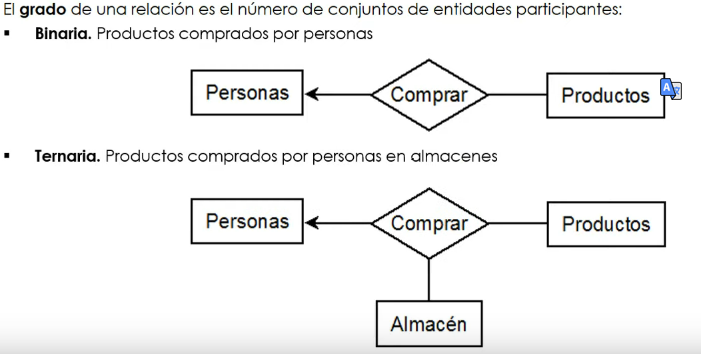 El grado de una relación es el número de conjuntos de entidades participantes:
▪ Binaria. Productos comprados por personas
Personas Comprar Productos
▪ Ternaria. Productos comprados por personas en almacenes
Personas Comprar Productos
Almacén